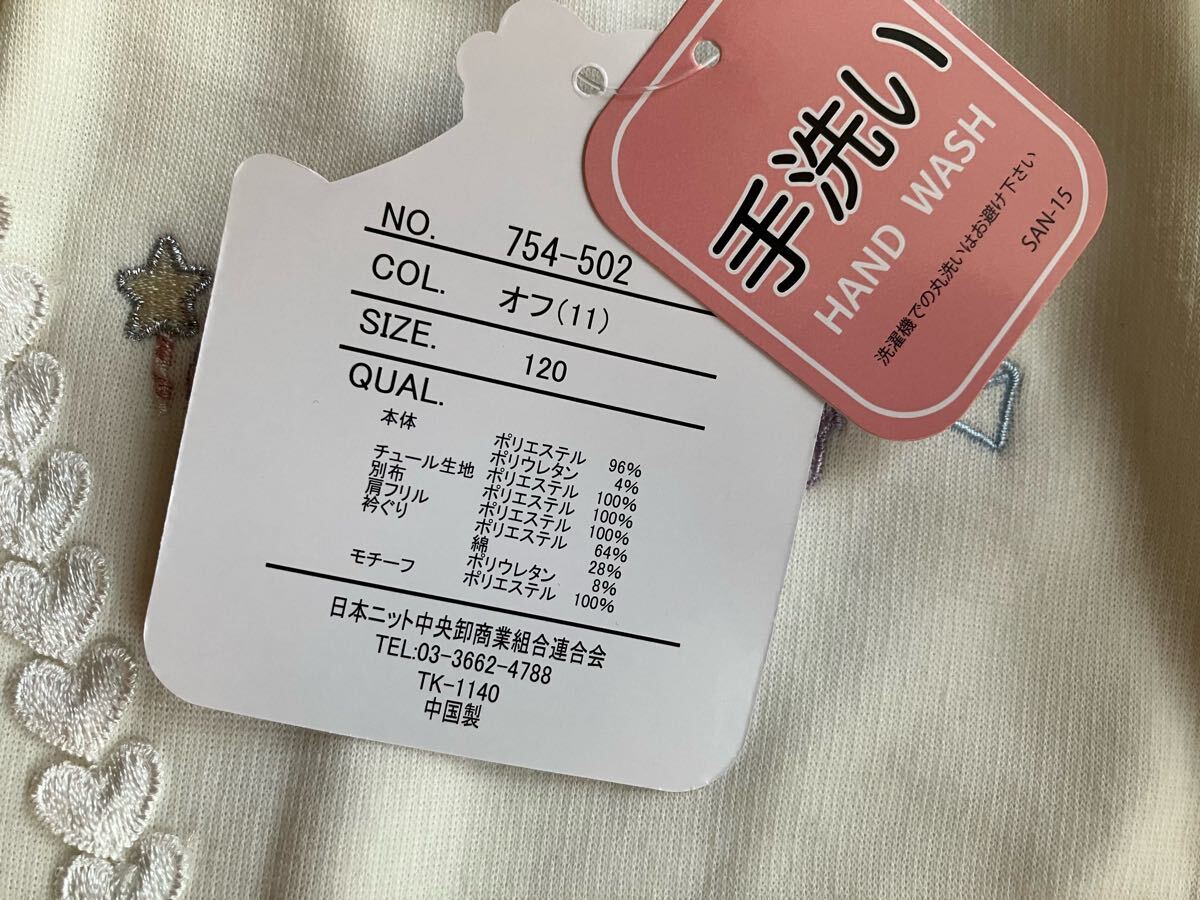 NO. 754-502
COL. オフ(11)
SIZE. 120
QUAL.
本体 ポリエステル 96%
ポリウレタン 4%
チュール生地 ポリエステル 100%
別布 ポリエステル 100%
肩フリル ポリエステル 100%
衿ぐり ポリエステル 64%
綿 28%
ポリウレタン 8%
モチーフ ポリエステル 100%
日本ニット中央卸商業組合連合会
TEL:03-3662-4788
TK-1140
中国製
手洗い
HAND WASH
洗濯機での丸洗いはお避け下さい
SAN-15